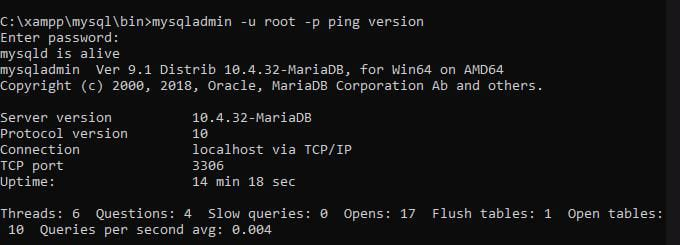 C:\xampp\mysql\bin>mysqladmin -u root -p ping version
Enter password:
mysqld is alive
mysqladmin  Ver 9.1 Distrib 10.4.32-MariaDB, for Win64 on AMD64
Copyright (c) 2000, 2018, Oracle, MariaDB Corporation Ab and others.

Server version          10.4.32-MariaDB
Protocol version        10
Connection              localhost via TCP/IP
TCP port                3306
Uptime:                 14 min 18 sec

Threads: 6  Questions: 4  Slow queries: 0  Opens: 17  Flush tables: 1  Open tables:
 10  Queries per second avg: 0.004